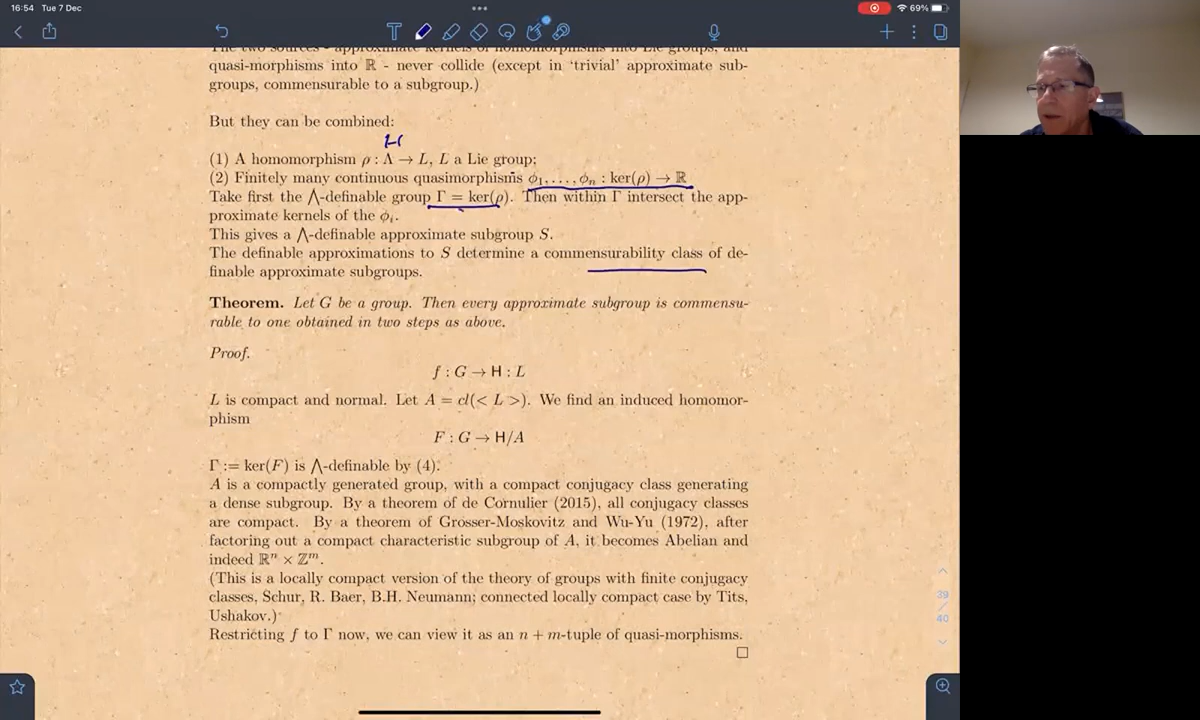 16:54 Tue 7 Dec
69%
The two sources - approximate kernels of homomorphisms into Lie groups, and
quasi-morphisms into ℝ - never collide (except in 'trivial' approximate sub-
groups, commensurable to a subgroup.)
But they can be combined:
H
(1) A homomorphism ρ : Λ → L, L a Lie group;
(2) Finitely many continuous quasimorphisms ϕ₁, . . . , ϕₙ : ker(ρ) → ℝ
Take first the ⋀-definable group Γ = ker(ρ). Then within Γ intersect the ap-
proximate kernels of the ϕᵢ.
This gives a ⋀-definable approximate subgroup S.
The definable approximations to S determine a commensurability class of de-
finable approximate subgroups.
Theorem. Let G be a group. Then every approximate subgroup is commensu-
rable to one obtained in two steps as above.
Proof.
f : G → H : L
L is compact and normal. Let A = cl(< L >). We find an induced homomor-
phism
F : G → H/A
Γ := ker(F) is ⋀-definable by (4).
A is a compactly generated group, with a compact conjugacy class generating
a dense subgroup. By a theorem of de Cornulier (2015), all conjugacy classes
are compact. By a theorem of Grosser-Moskovitz and Wu-Yu (1972), after
factoring out a compact characteristic subgroup of A, it becomes Abelian and
indeed ℝⁿ × ℤᵐ.
(This is a locally compact version of the theory of groups with finite conjugacy
classes, Schur, R. Baer, B.H. Neumann; connected locally compact case by Tits,
Ushakov.)
Restricting f to Γ now, we can view it as an n + m-tuple of quasi-morphisms.
□
39
/
40